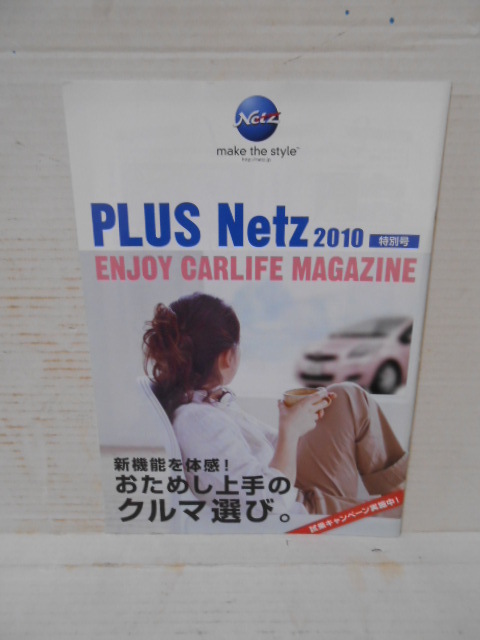 Netz
make the style™
PLUS Netz 2010 特別号
ENJOY CARLIFE MAGAZINE
新機能を体感!
おためし上手の
クルマ選び。
試乗キャンペーン実施中!